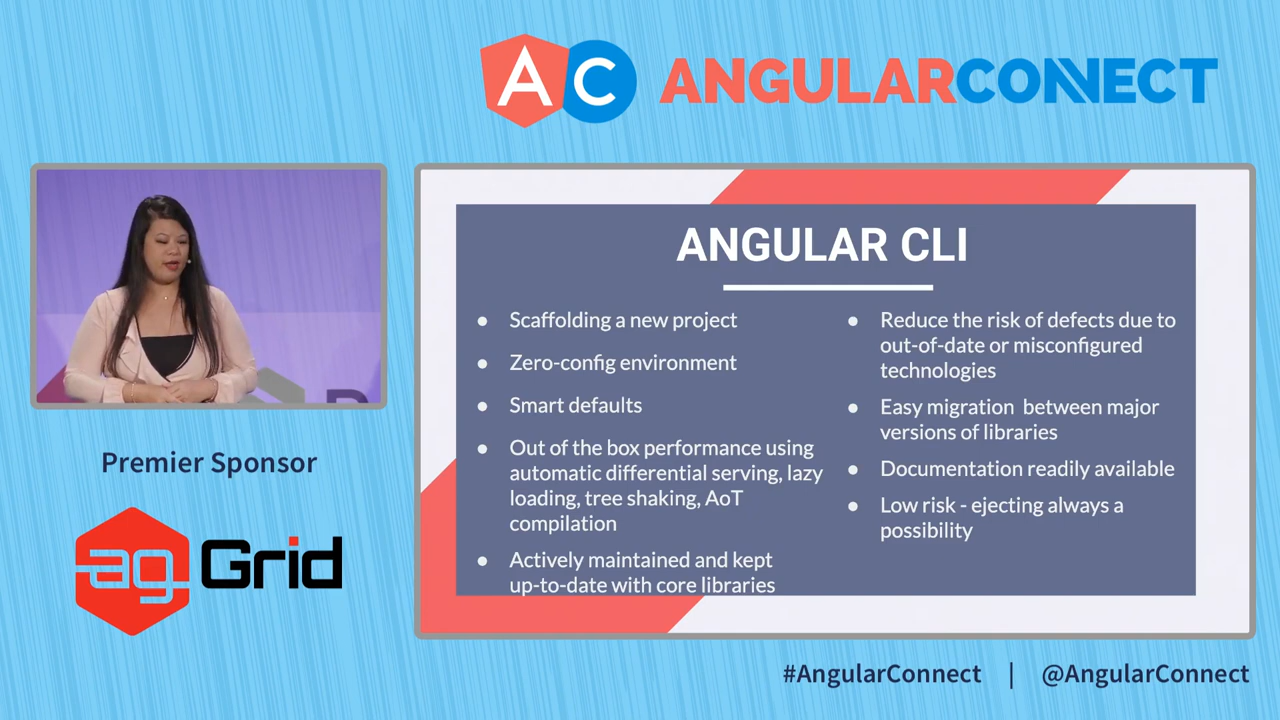 AC ANGULARCONNECT
ANGULAR CLI
● Scaffolding a new project
● Zero-config environment
● Smart defaults
● Out of the box performance using
automatic differential serving, lazy
loading, tree shaking, AoT
compilation
● Actively maintained and kept
up-to-date with core libraries
● Reduce the risk of defects due to
out-of-date or misconfigured
technologies
● Easy migration between major
versions of libraries
● Documentation readily available
● Low risk - ejecting always a
possibility
Premier Sponsor
ag Grid
#AngularConnect | @AngularConnect